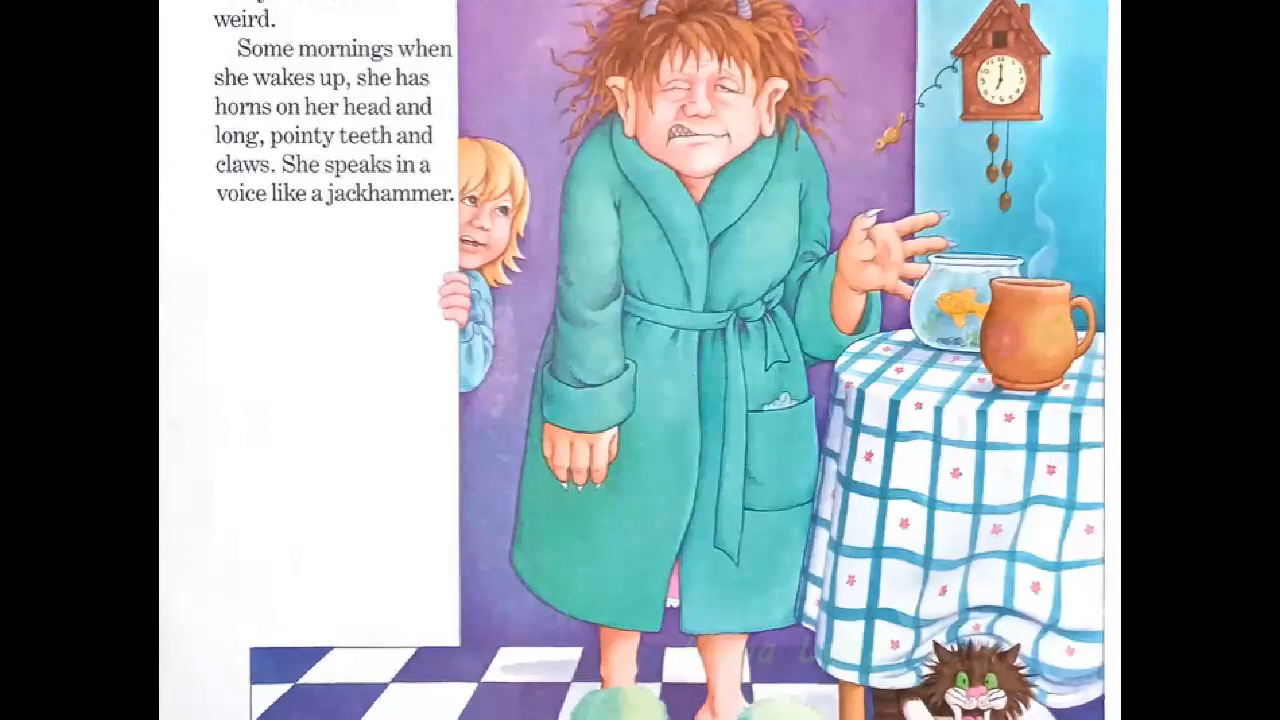 weird.
Some mornings when
she wakes up, she has
horns on her head and
long, pointy teeth and
claws. She speaks in a
voice like a jackhammer.